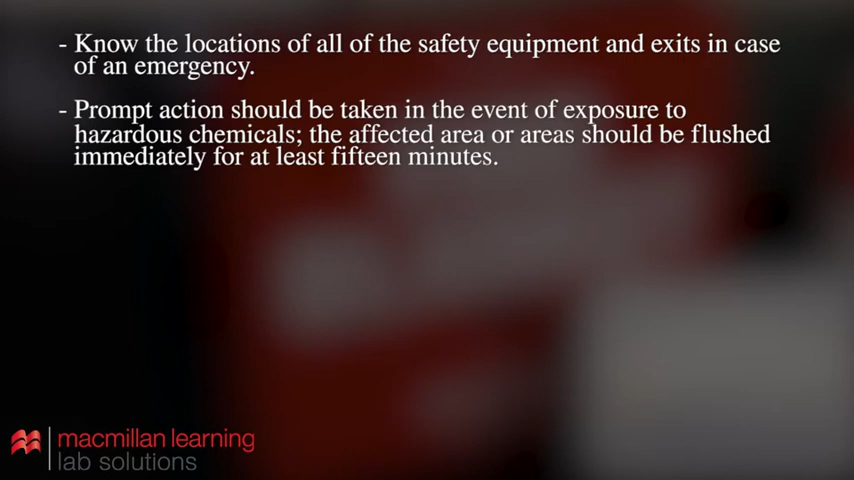 - Know the locations of all of the safety equipment and exits in case
of an emergency.
- Prompt action should be taken in the event of exposure to
hazardous chemicals; the affected area or areas should be flushed
immediately for at least fifteen minutes.
macmillan learning
lab solutions